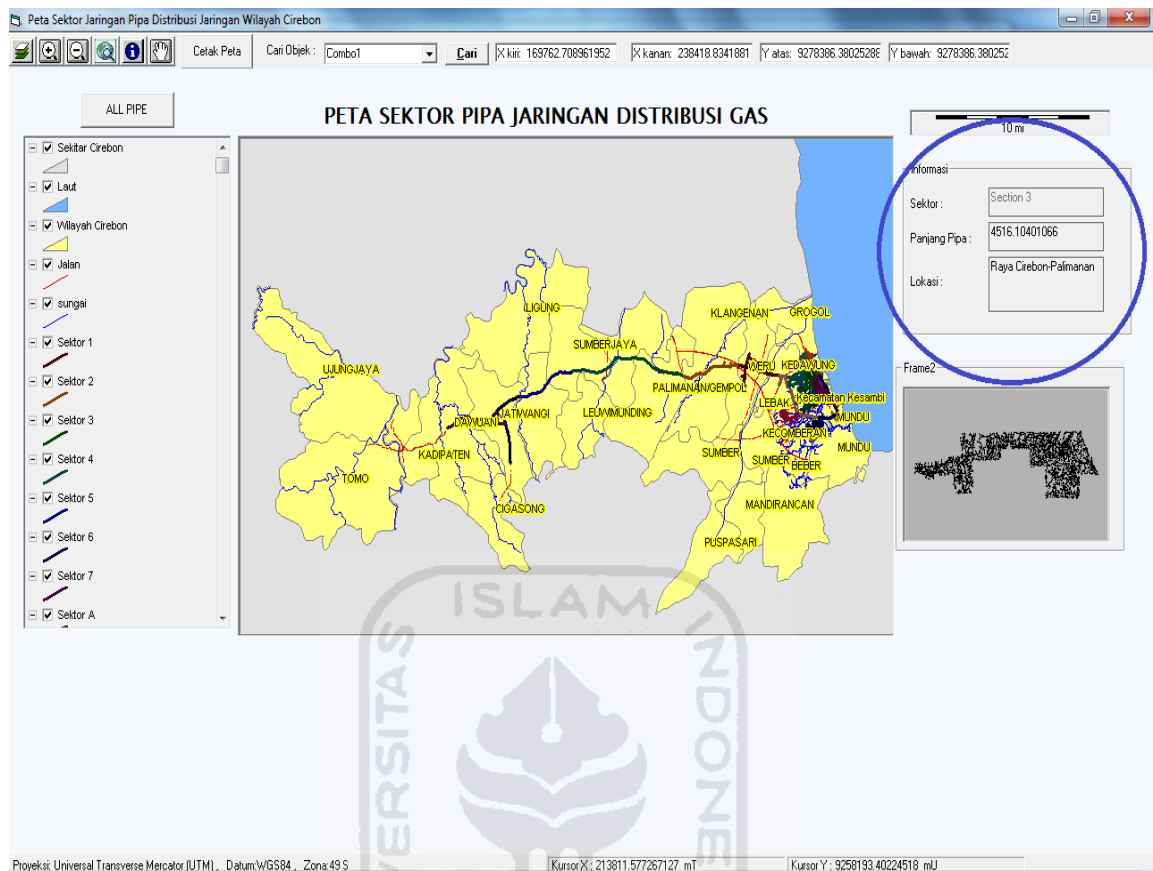 Peta Sektor Jaringan Pipa Distribusi Jaringan Wilayah Cirebon
Cetak Peta
Cari Objek :
Combo1
Cari
X kiri: 169762.708961952
X kanan: 238418.8341881
Y atas: 9278386.38025286
Y bawah: 9278386.380252
ALL PIPE
PETA SEKTOR PIPA JARINGAN DISTRIBUSI GAS
10 mi
Sekitar Cirebon
Laut
Wilayah Cirebon
Jalan
sungai
Sektor 1
Sektor 2
Sektor 3
Sektor 4
Sektor 5
Sektor 6
Sektor 7
Sektor A
LIGUNG
KLANGENAN
GROGOL
SUMBERJAYA
UJUNGJAYA
WERU
KEDAWUNG
PALIMANAN/GEMPOL
LEBAK
Kecamatan Kesambi
DAWUAN
JATIWANGI
LEUWIMUNDING
MUNDU
KECOMBERAN
MUNDU
KADIPATEN
SUMBER
SUMBER
BEBER
TOMO
CIGASONG
MANDIRANCAN
PUSPASARI
Informasi
Sektor :
Section 3
Panjang Pipa :
4516.10401066
Lokasi :
Raya Cirebon-Palimanan
Frame2
ISLAM
INDONE
VERSITAS
Proyeksi: Universal Transverse Mercator (UTM) , Datum:WGS84 , Zona:49 S
Kursor X : 213811.577267127 mT
Kursor Y : 9258193.40224518 mU